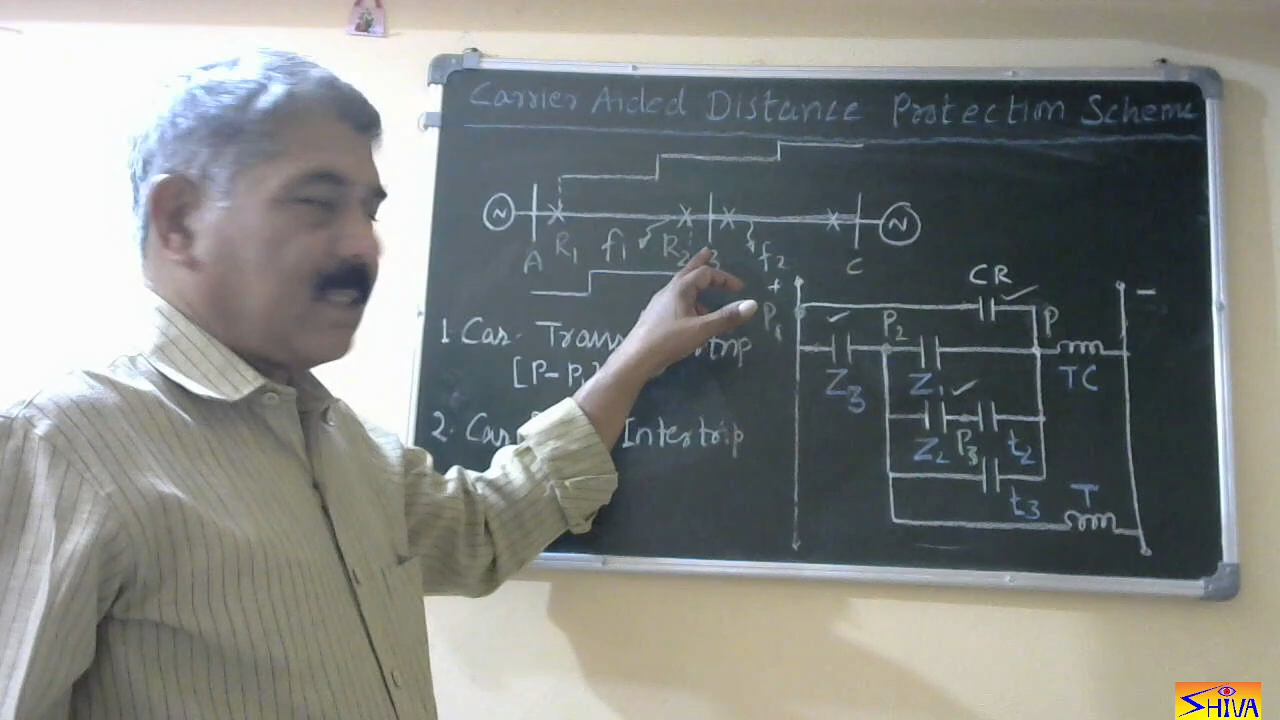 Carrier Aided Distance Protection Scheme
A R1 f1 R2 f2 C
CR
+ P1 P2 P -
Z3 Z1 TC
Z2 P3 t2
t3 T
1. Car. 
[P-P1]
2. Car Intertrip
SHIVA